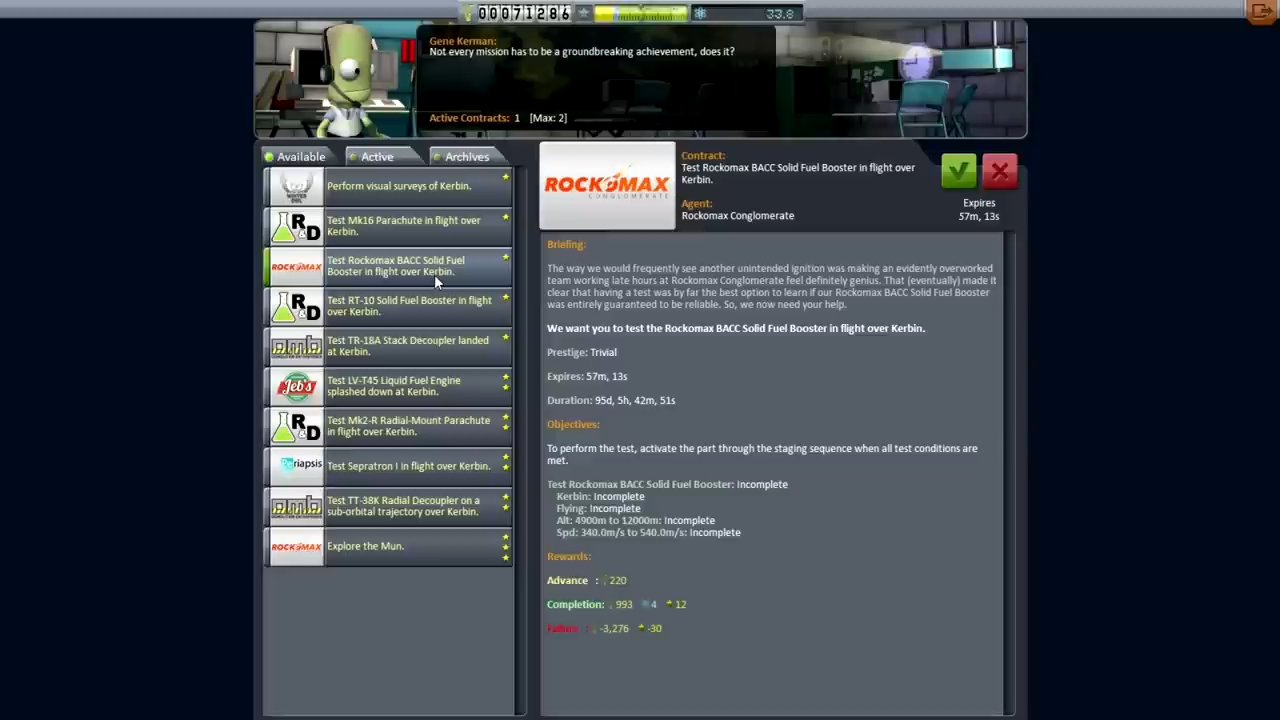 00071286
33.8
Gene Kerman:
Not every mission has to be a groundbreaking achievement, does it?
Active Contracts: 1 [Max: 2]
Available
Active
Archives
Perform visual surveys of Kerbin.
R&D
Test Mk16 Parachute in flight over
Kerbin.
ROCKOMAX
Test Rockomax BACC Solid Fuel
Booster in flight over Kerbin.
R&D
Test RT-10 Solid Fuel Booster in flight
over Kerbin.
Test TR-18A Stack Decoupler landed
at Kerbin.
Jeb's
Test LV-T45 Liquid Fuel Engine
splashed down at Kerbin.
R&D
Test Mk2-R Radial-Mount Parachute
in flight over Kerbin.
Periapsis
Test Sepratron I in flight over Kerbin.
Test TT-38K Radial Decoupler on a
sub-orbital trajectory over Kerbin.
ROCKOMAX
Explore the Mun.
ROCKOMAX
CONGLOMERATE
Contract:
Test Rockomax BACC Solid Fuel Booster in flight over
Kerbin.
Agent:
Rockomax Conglomerate
Expires
57m, 13s
Briefing:
The way we would frequently see another unintended ignition was making an evidently overworked
team working late hours at Rockomax Conglomerate feel definitely genius. That (eventually) made it
clear that having a test was by far the best option to learn if our Rockomax BACC Solid Fuel Booster
was entirely guaranteed to be reliable. So, we now need your help.
We want you to test the Rockomax BACC Solid Fuel Booster in flight over Kerbin.
Prestige: Trivial
Expires: 57m, 13s
Duration: 95d, 5h, 42m, 51s
Objectives:
To perform the test, activate the part through the staging sequence when all test conditions are
met.
Test Rockomax BACC Solid Fuel Booster: Incomplete
Kerbin: Incomplete
Flying: Incomplete
Alt: 4900m to 12000m: Incomplete
Spd: 340.0m/s to 540.0m/s: Incomplete
Rewards:
Advance : 220
Completion: 993 4 12
Failure : -3,276 -30